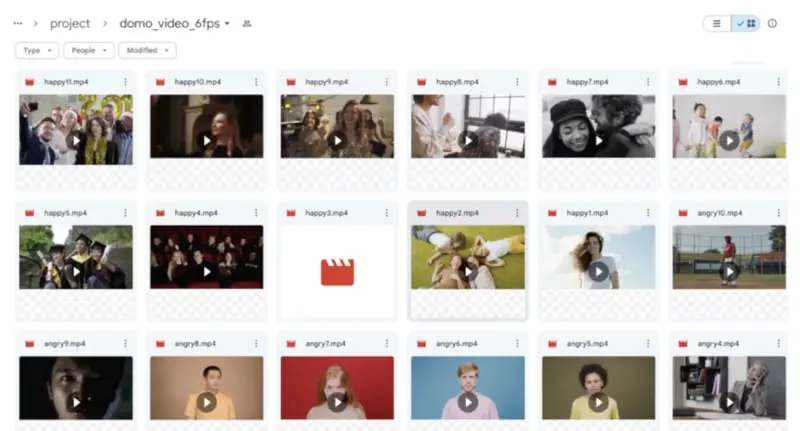 ··· > project > domo_video_6fps
Type People Modified
happy11.mp4 happy10.mp4 happy9.mp4 happy8.mp4 happy7.mp4 happy6.mp4
happy5.mp4 happy4.mp4 happy3.mp4 happy2.mp4 happy1.mp4 angry10.mp4
angry9.mp4 angry8.mp4 angry7.mp4 angry6.mp4 angry5.mp4 angry4.mp4